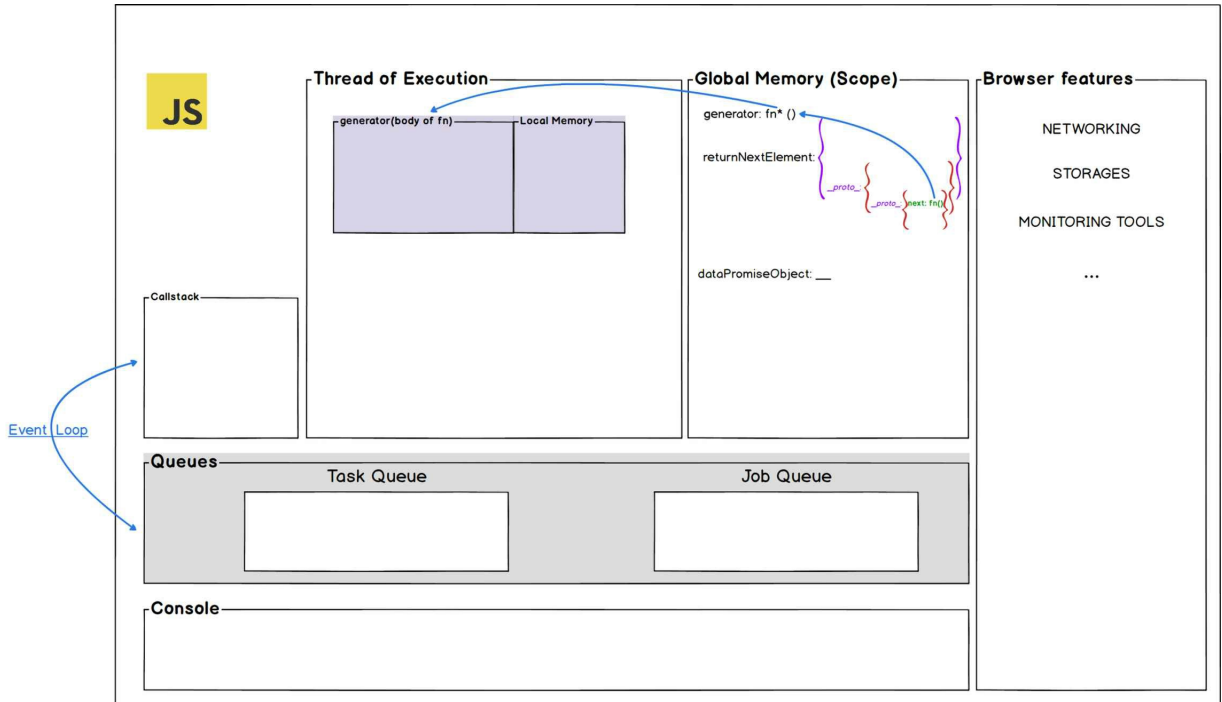 JS
Thread of Execution
generator(body of fn)
Local Memory
Global Memory (Scope)
generator: fn* ()
returnNextElement:
__proto__:
__proto__:
next: fn()
dataPromiseObject: __
Browser features
NETWORKING
STORAGES
MONITORING TOOLS
...
Callstack
Event Loop
Queues
Task Queue
Job Queue
Console